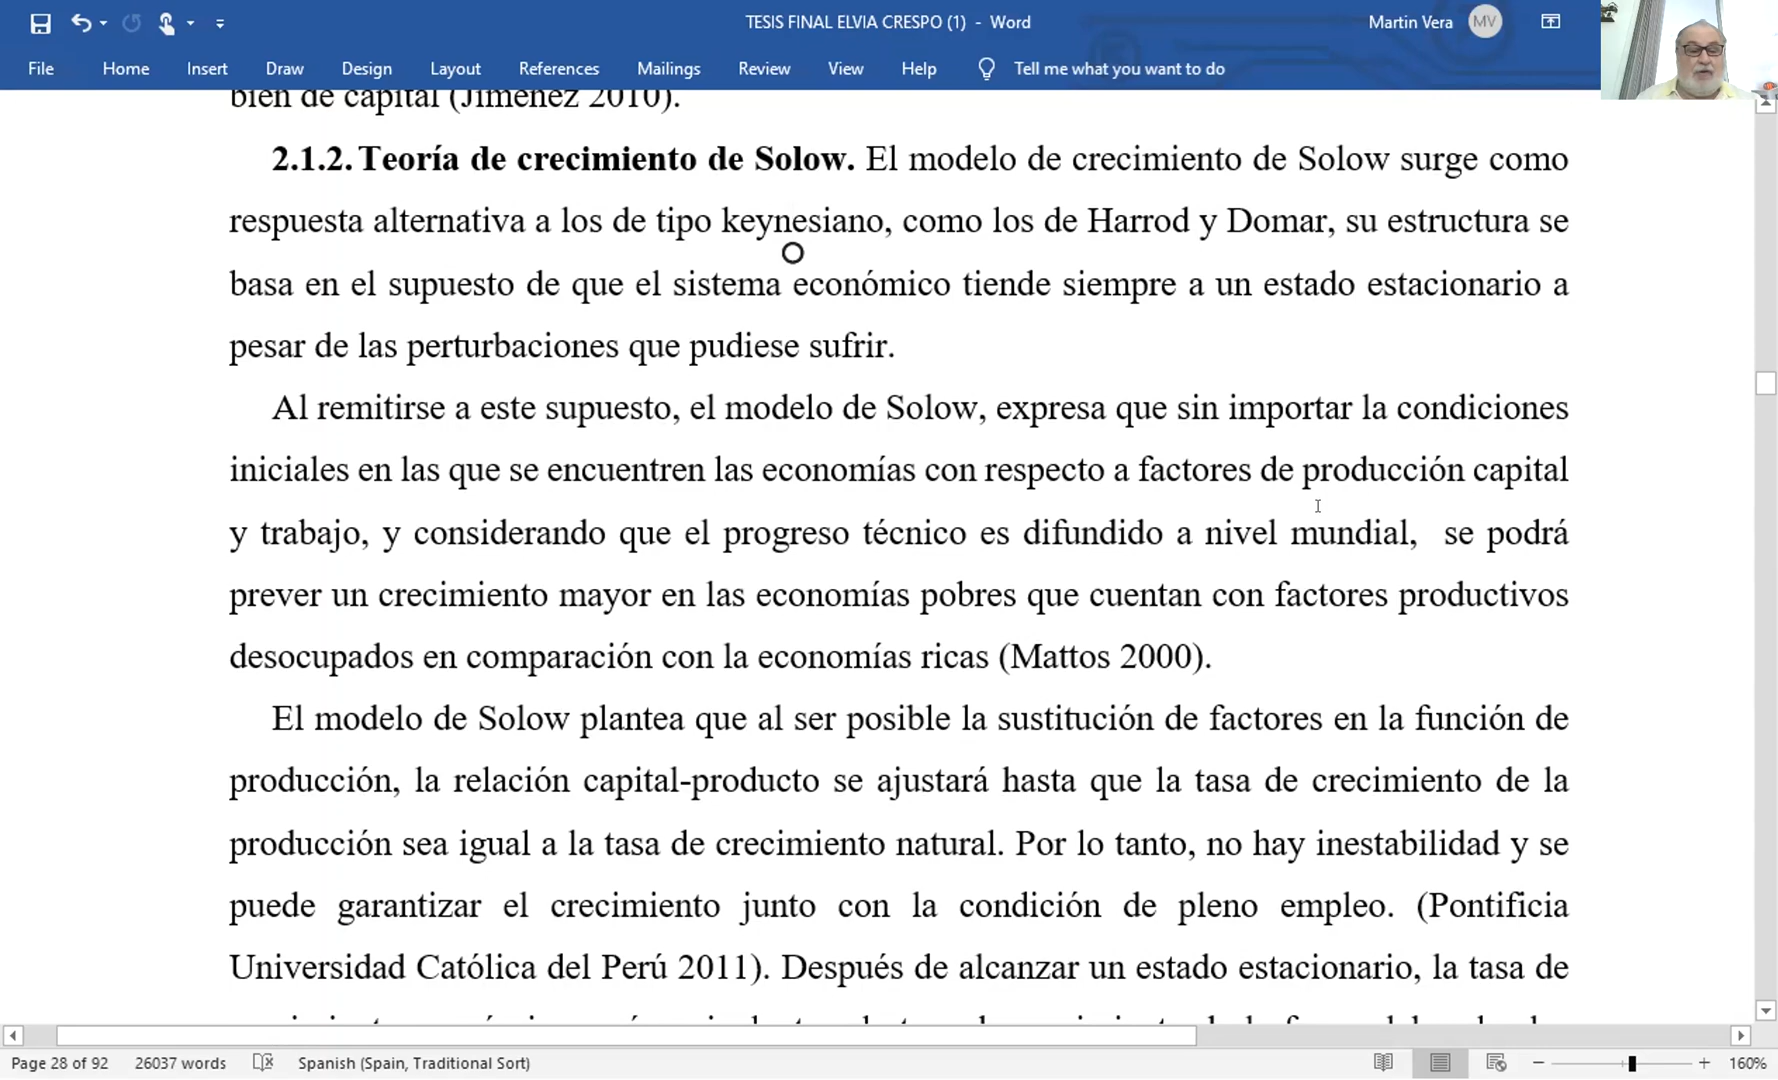 TESIS FINAL ELVIA CRESPO (1) - Word
Martin Vera MV
File Home Insert Draw Design Layout References Mailings Review View Help Tell me what you want to do
bien de capital (Jiménez 2010).
2.1.2. Teoría de crecimiento de Solow. El modelo de crecimiento de Solow surge como
respuesta alternativa a los de tipo keynesiano, como los de Harrod y Domar, su estructura se
basa en el supuesto de que el sistema económico tiende siempre a un estado estacionario a
pesar de las perturbaciones que pudiese sufrir.
Al remitirse a este supuesto, el modelo de Solow, expresa que sin importar la condiciones
iniciales en las que se encuentren las economías con respecto a factores de producción capital
y trabajo, y considerando que el progreso técnico es difundido a nivel mundial, se podrá
prever un crecimiento mayor en las economías pobres que cuentan con factores productivos
desocupados en comparación con la economías ricas (Mattos 2000).
El modelo de Solow plantea que al ser posible la sustitución de factores en la función de
producción, la relación capital-producto se ajustará hasta que la tasa de crecimiento de la
producción sea igual a la tasa de crecimiento natural. Por lo tanto, no hay inestabilidad y se
puede garantizar el crecimiento junto con la condición de pleno empleo. (Pontificia
Universidad Católica del Perú 2011). Después de alcanzar un estado estacionario, la tasa de
Page 28 of 92 26037 words Spanish (Spain, Traditional Sort) 160%